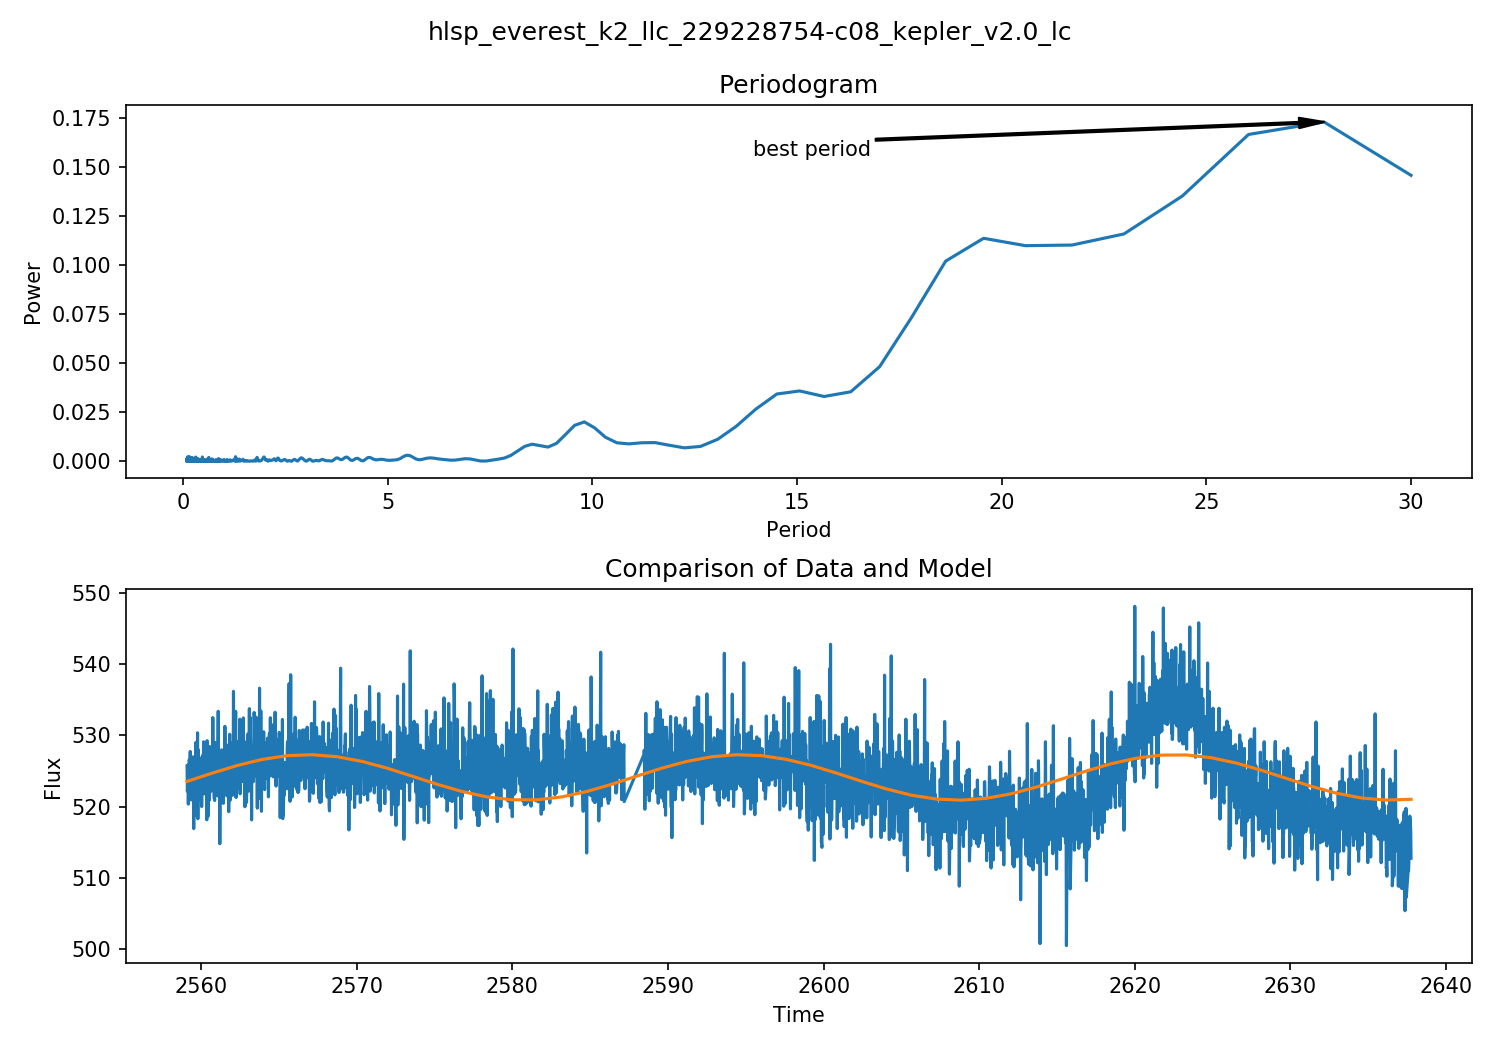 hlsp_everest_k2_llc_229228754-c08_kepler_v2.0_lc
Periodogram
0.175
0.150
0.125
0.100
0.075
0.050
0.025
0.000
Power
best period
0 5 10 15 20 25 30
Period
Comparison of Data and Model
550
540
530
520
510
500
Flux
2560 2570 2580 2590 2600 2610 2620 2630 2640
Time